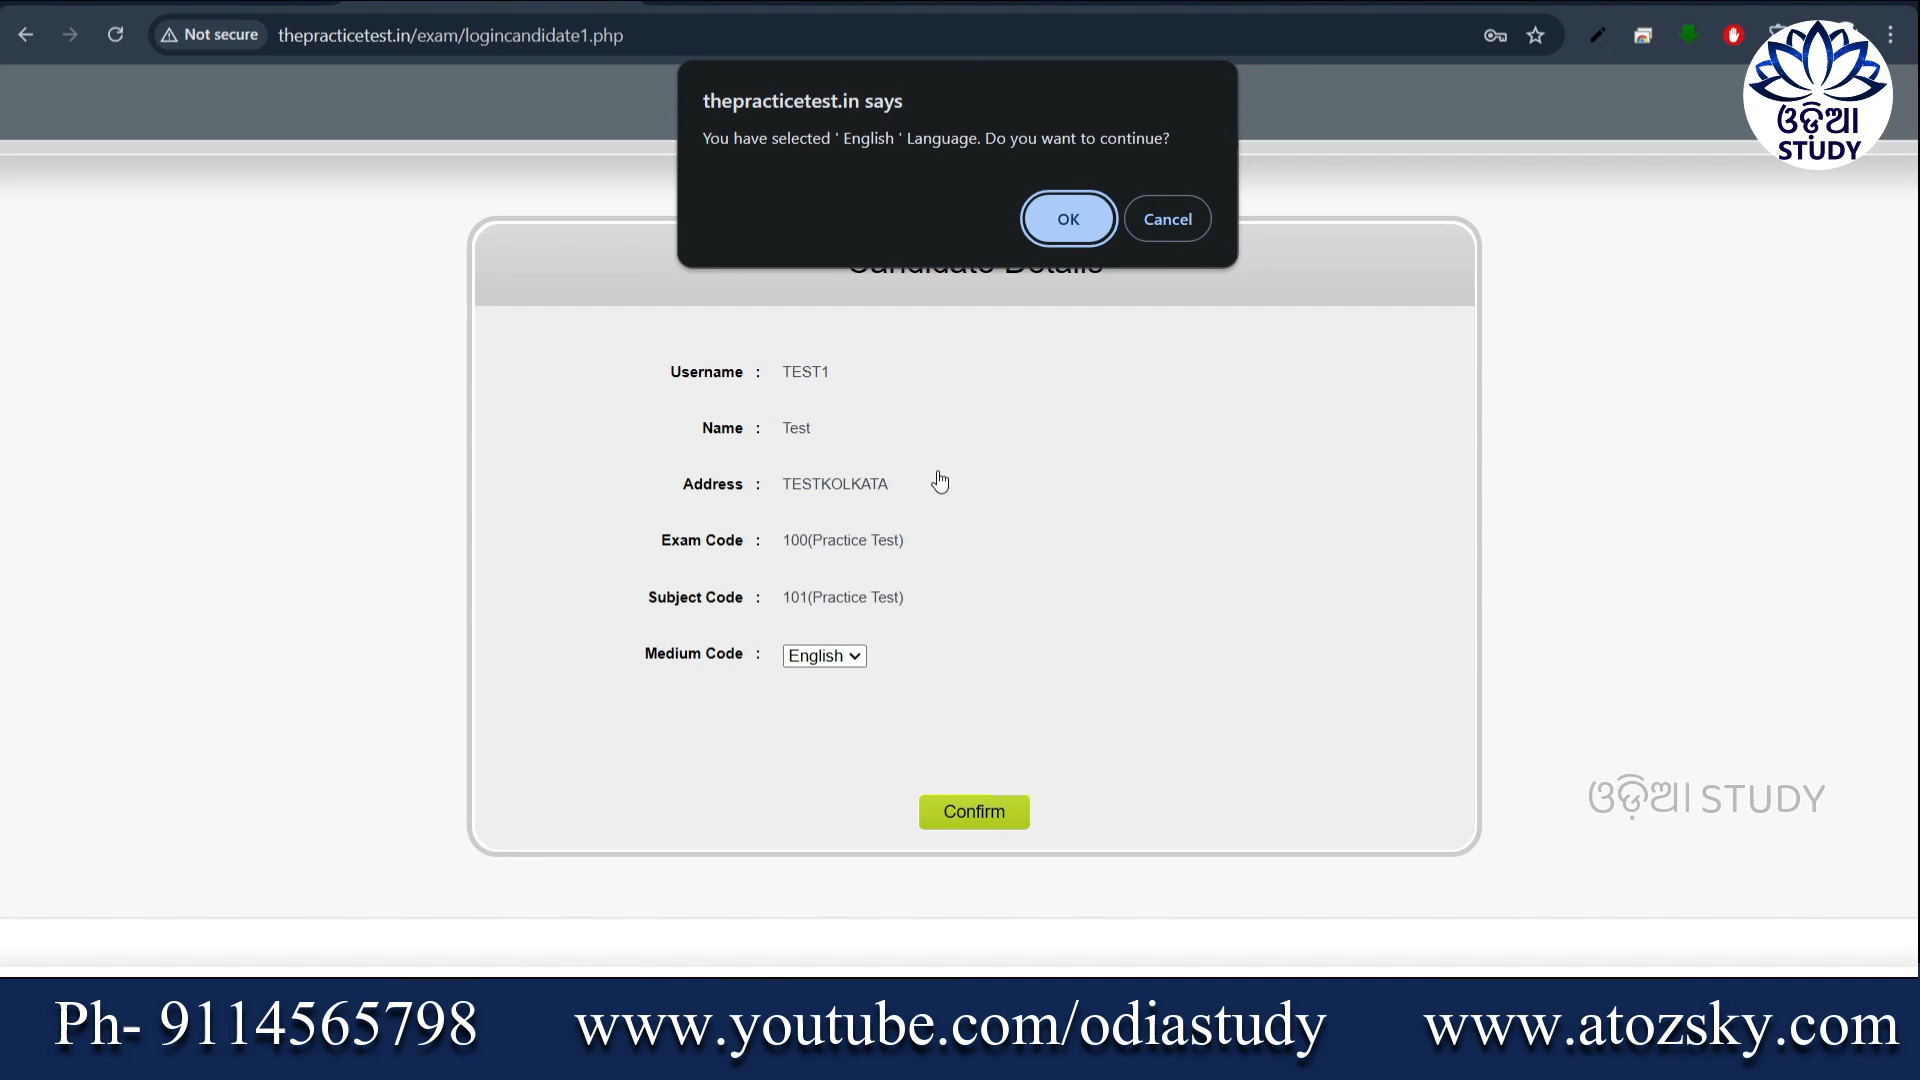 Not secure
thepracticetest.in/exam/logincandidate1.php
thepracticetest.in says
You have selected ' English ' Language. Do you want to continue?
OK
Cancel
ଓଡ଼ିଆ
STUDY
Candidate Details
Username : TEST1
Name : Test
Address : TESTKOLKATA
Exam Code : 100(Practice Test)
Subject Code : 101(Practice Test)
Medium Code : English
Confirm
ଓଡ଼ିଆ STUDY
Ph- 9114565798 www.youtube.com/odiastudy www.atozsky.com